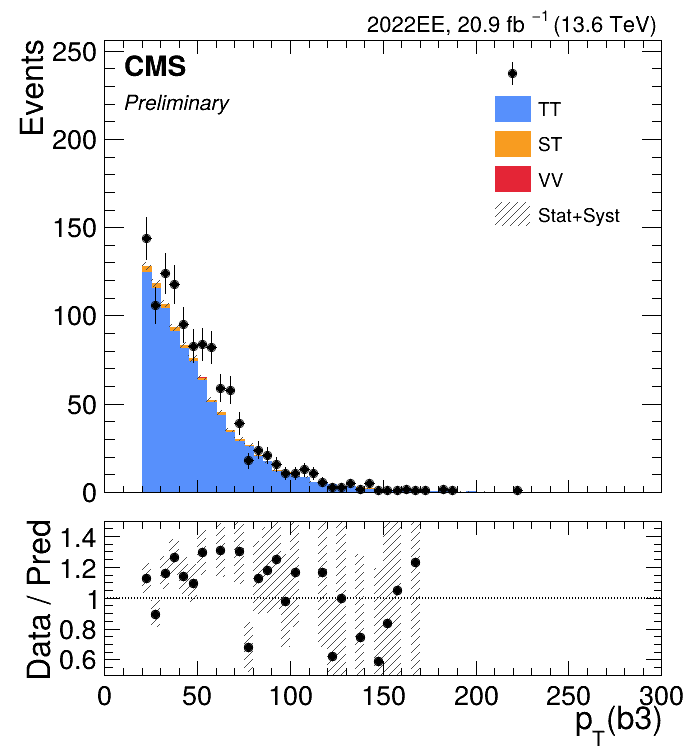 2022EE, 20.9 fb⁻¹ (13.6 TeV)
Events
CMS
Preliminary
TT
ST
VV
Stat+Syst
250
200
150
100
50
0
Data / Pred
1.4
1.2
1
0.8
0.6
0 50 100 150 200 250 300
p_T(b3)